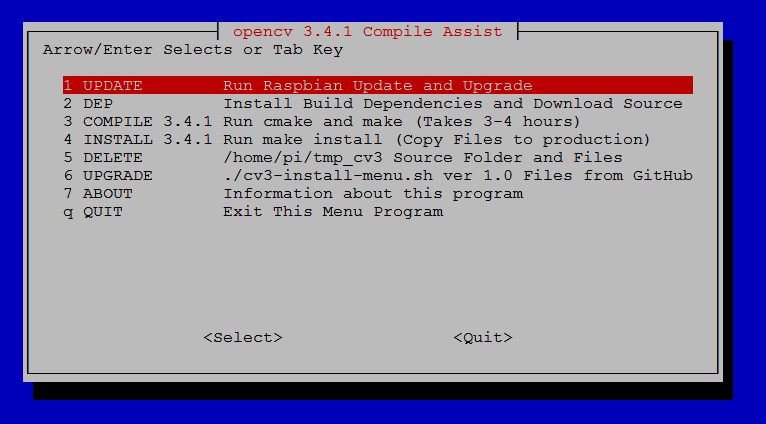 opencv 3.4.1 Compile Assist
Arrow/Enter Selects or Tab Key
1 UPDATE Run Raspbian Update and Upgrade
2 DEP Install Build Dependencies and Download Source
3 COMPILE 3.4.1 Run cmake and make (Takes 3-4 hours)
4 INSTALL 3.4.1 Run make install (Copy Files to production)
5 DELETE /home/pi/tmp_cv3 Source Folder and Files
6 UPGRADE ./cv3-install-menu.sh ver 1.0 Files from GitHub
7 ABOUT Information about this program
q QUIT Exit This Menu Program
<Select> <Quit>